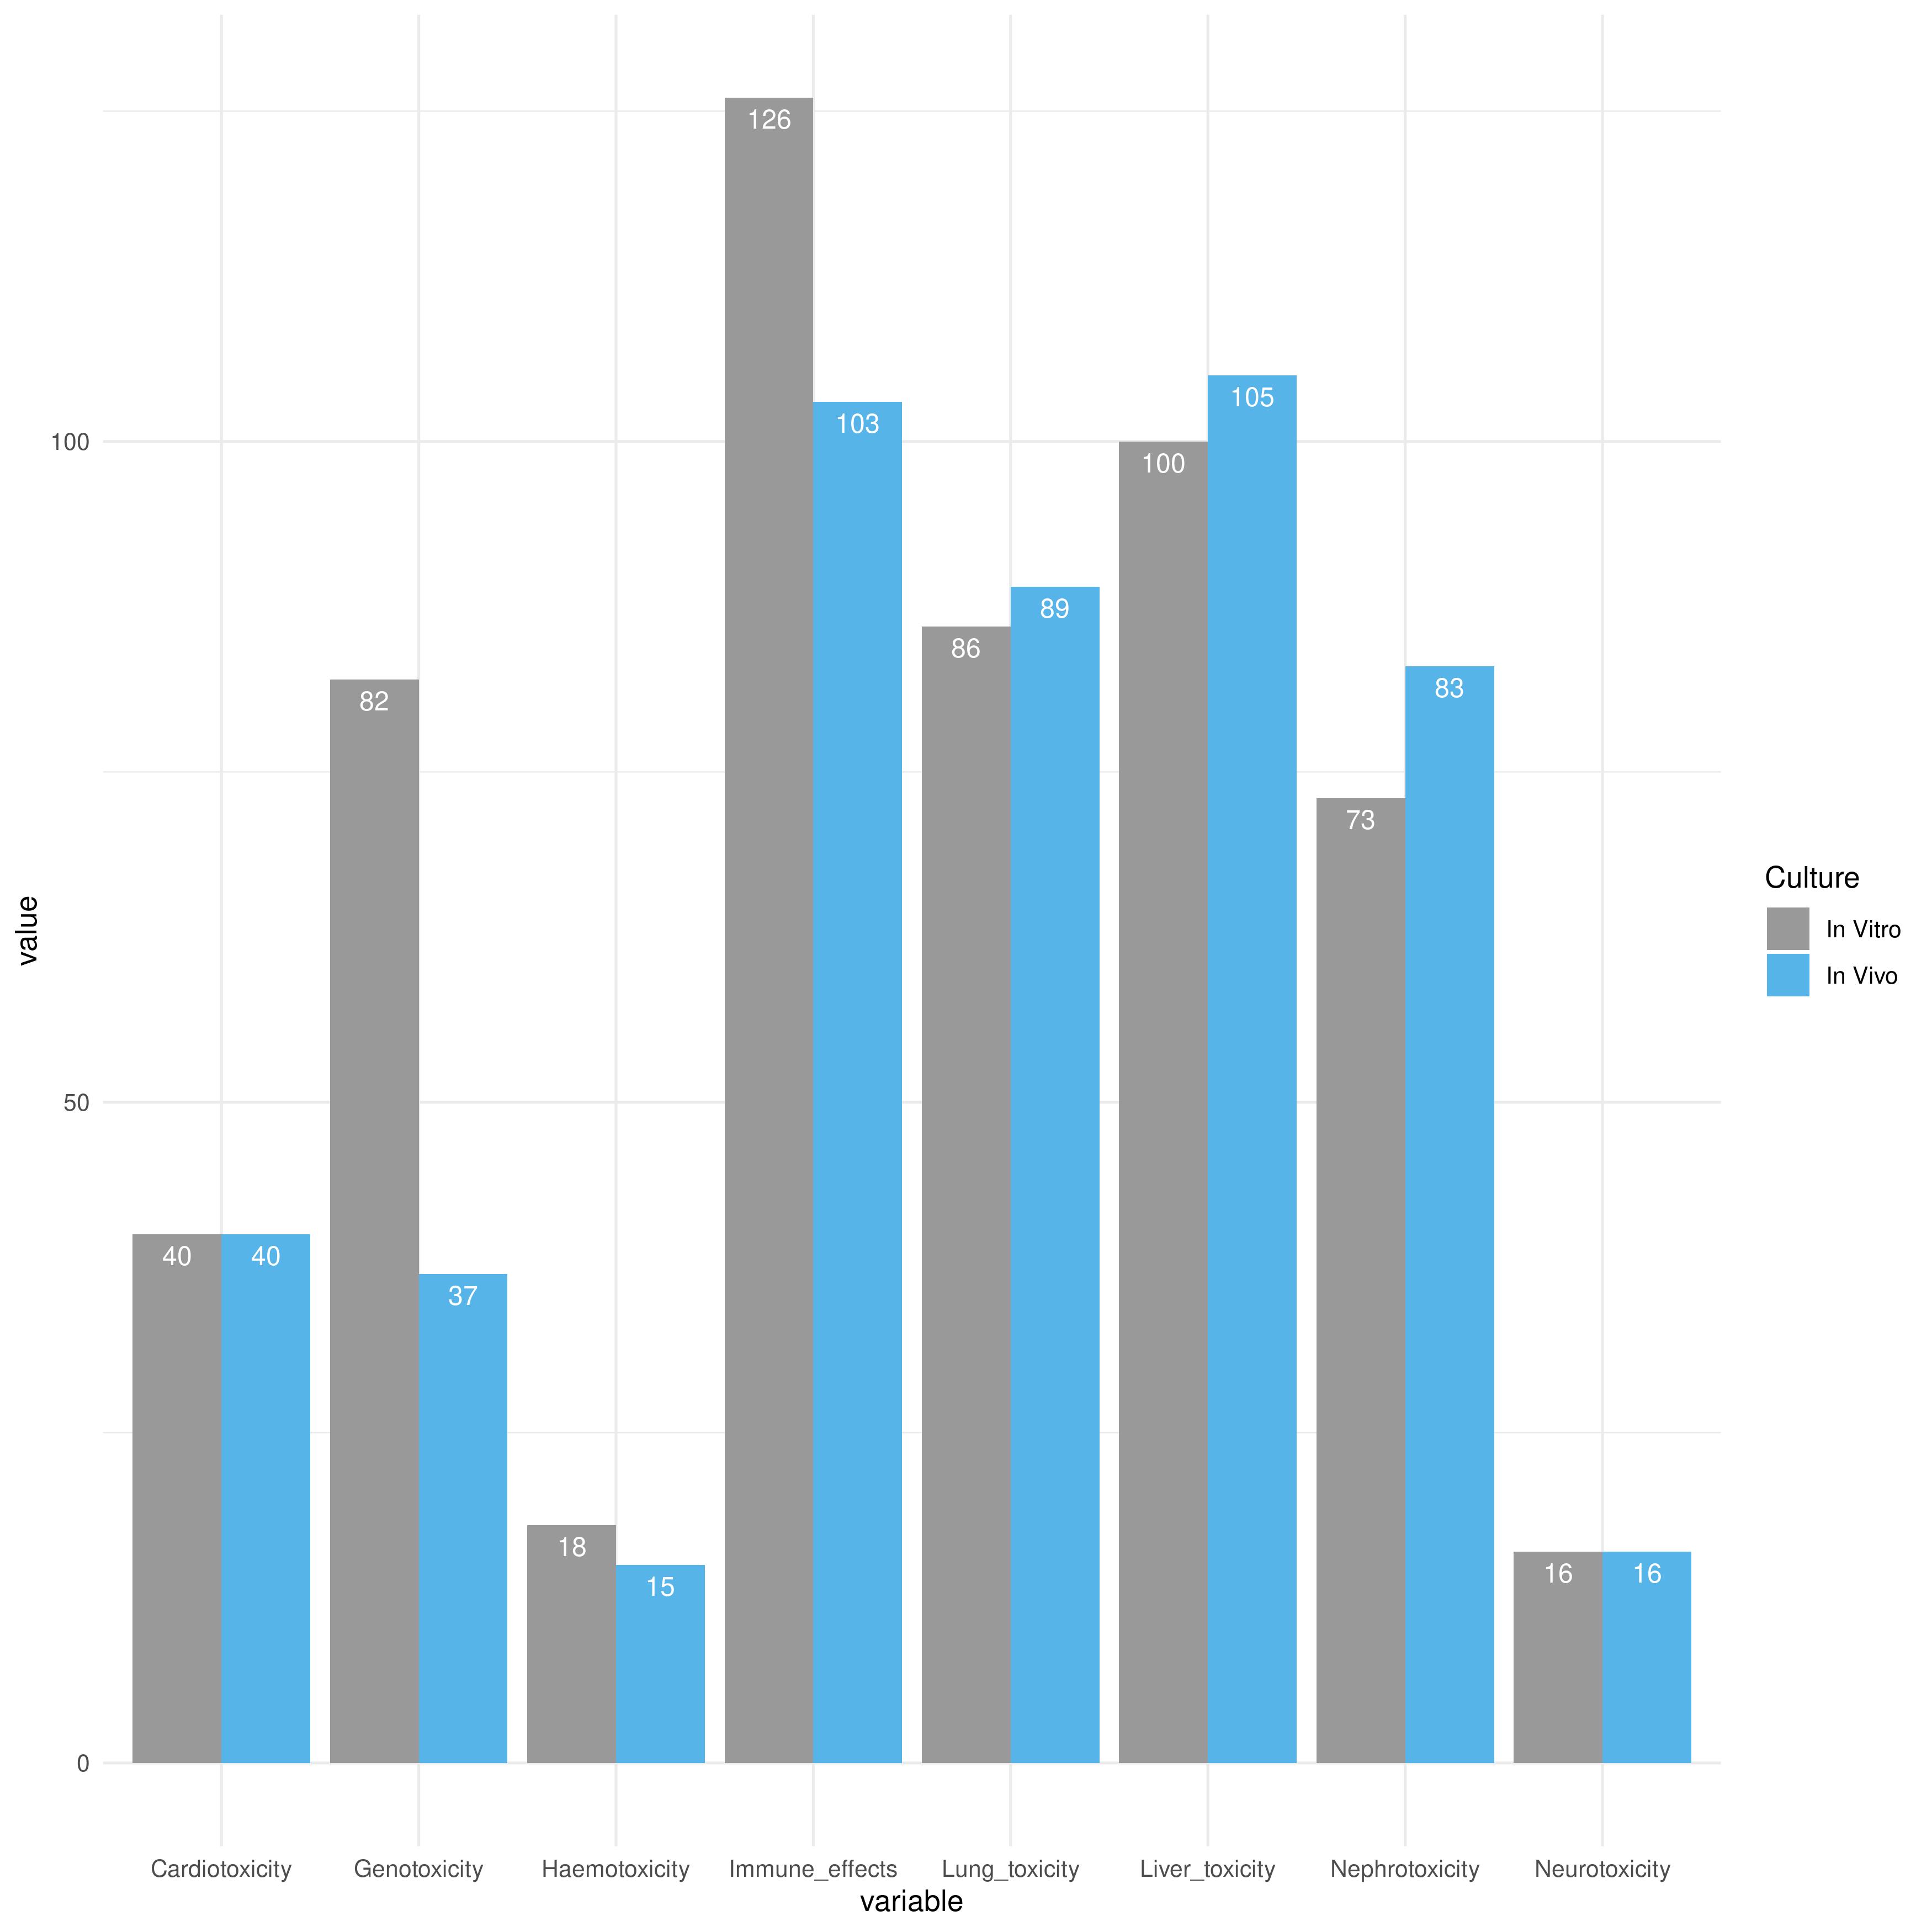 126
103
105
100
100
89
86
83
82
73
Culture
In Vitro
In Vivo
value
50
40
40
37
18
15
16
16
0
Cardiotoxicity
Genotoxicity
Haemotoxicity
Immune_effects
Lung_toxicity
Liver_toxicity
Nephrotoxicity
Neurotoxicity
variable